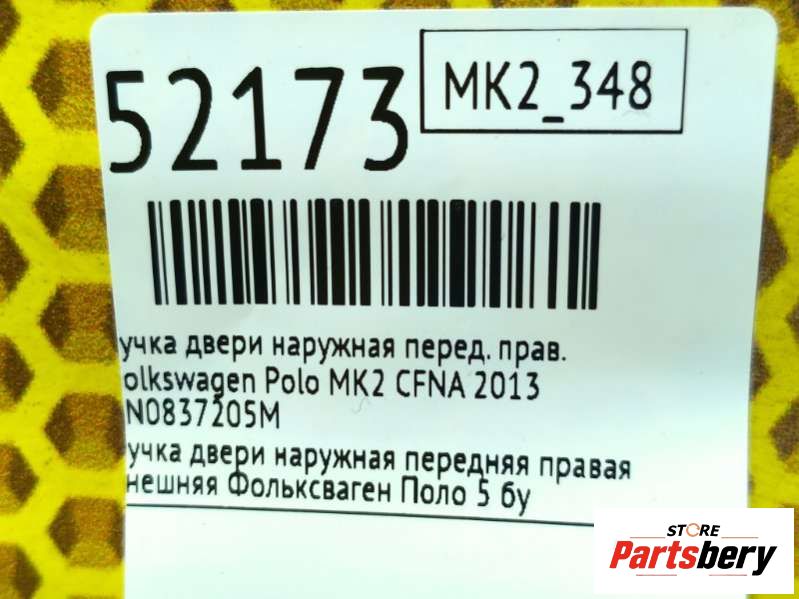 52173
MK2_348
учка двери наружная перед. прав.
olkswagen Polo MK2 CFNA 2013
N0837205M
учка двери наружная передняя правая
нешняя Фольксваген Поло 5 бу
STORE
Partsbery